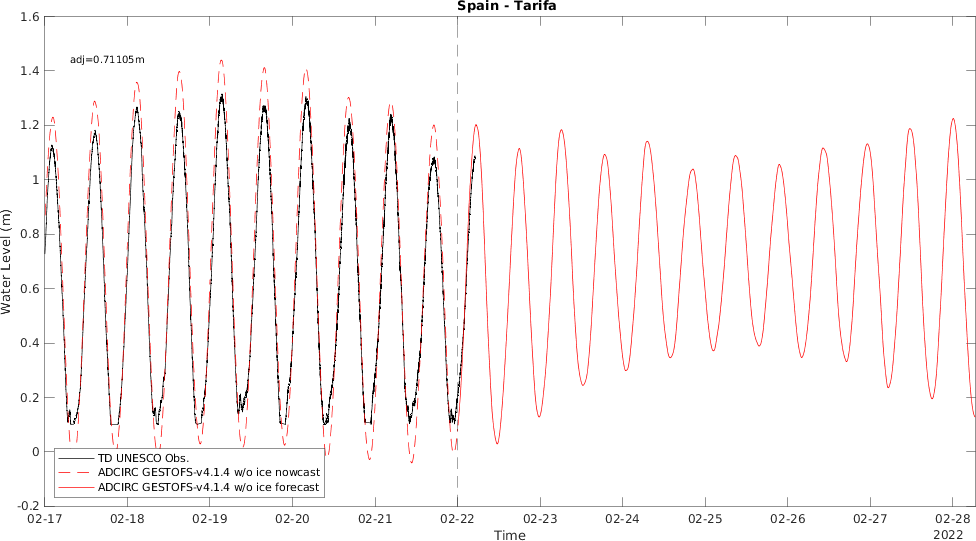 Spain - Tarifa
1.6
1.4
1.2
1
0.8
0.6
0.4
0.2
0
-0.2
Water Level (m)
adj=0.71105m
TD UNESCO Obs.
ADCIRC GESTOFS-v4.1.4 w/o ice nowcast
ADCIRC GESTOFS-v4.1.4 w/o ice forecast
02-17 02-18 02-19 02-20 02-21 02-22 02-23 02-24 02-25 02-26 02-27 02-28
2022
Time